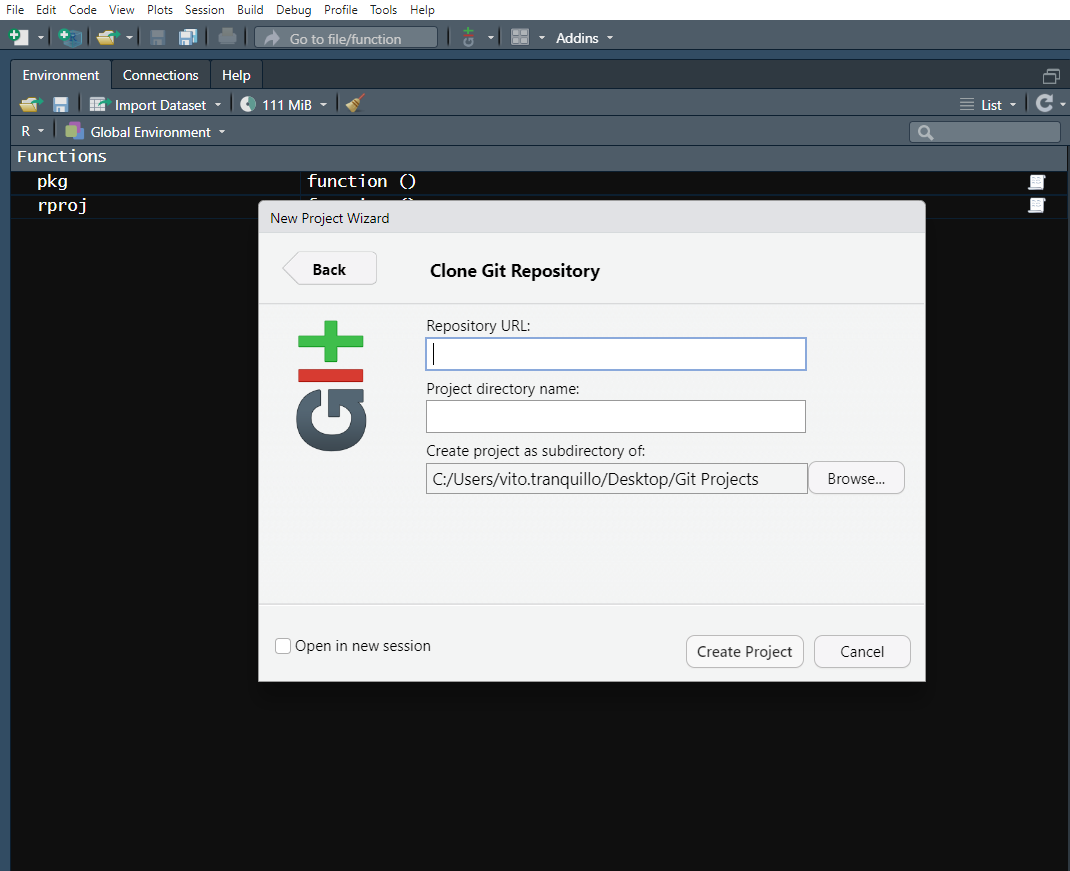 File Edit Code View Plots Session Build Debug Profile Tools Help
Go to file/function Addins
Environment Connections Help
Import Dataset 111 MiB List
R Global Environment
Functions
pkg function ()
rproj
New Project Wizard
Back Clone Git Repository
GIT
Repository URL:
Project directory name:
Create project as subdirectory of:
C:/Users/vito.tranquillo/Desktop/Git Projects Browse...
Open in new session Create Project Cancel